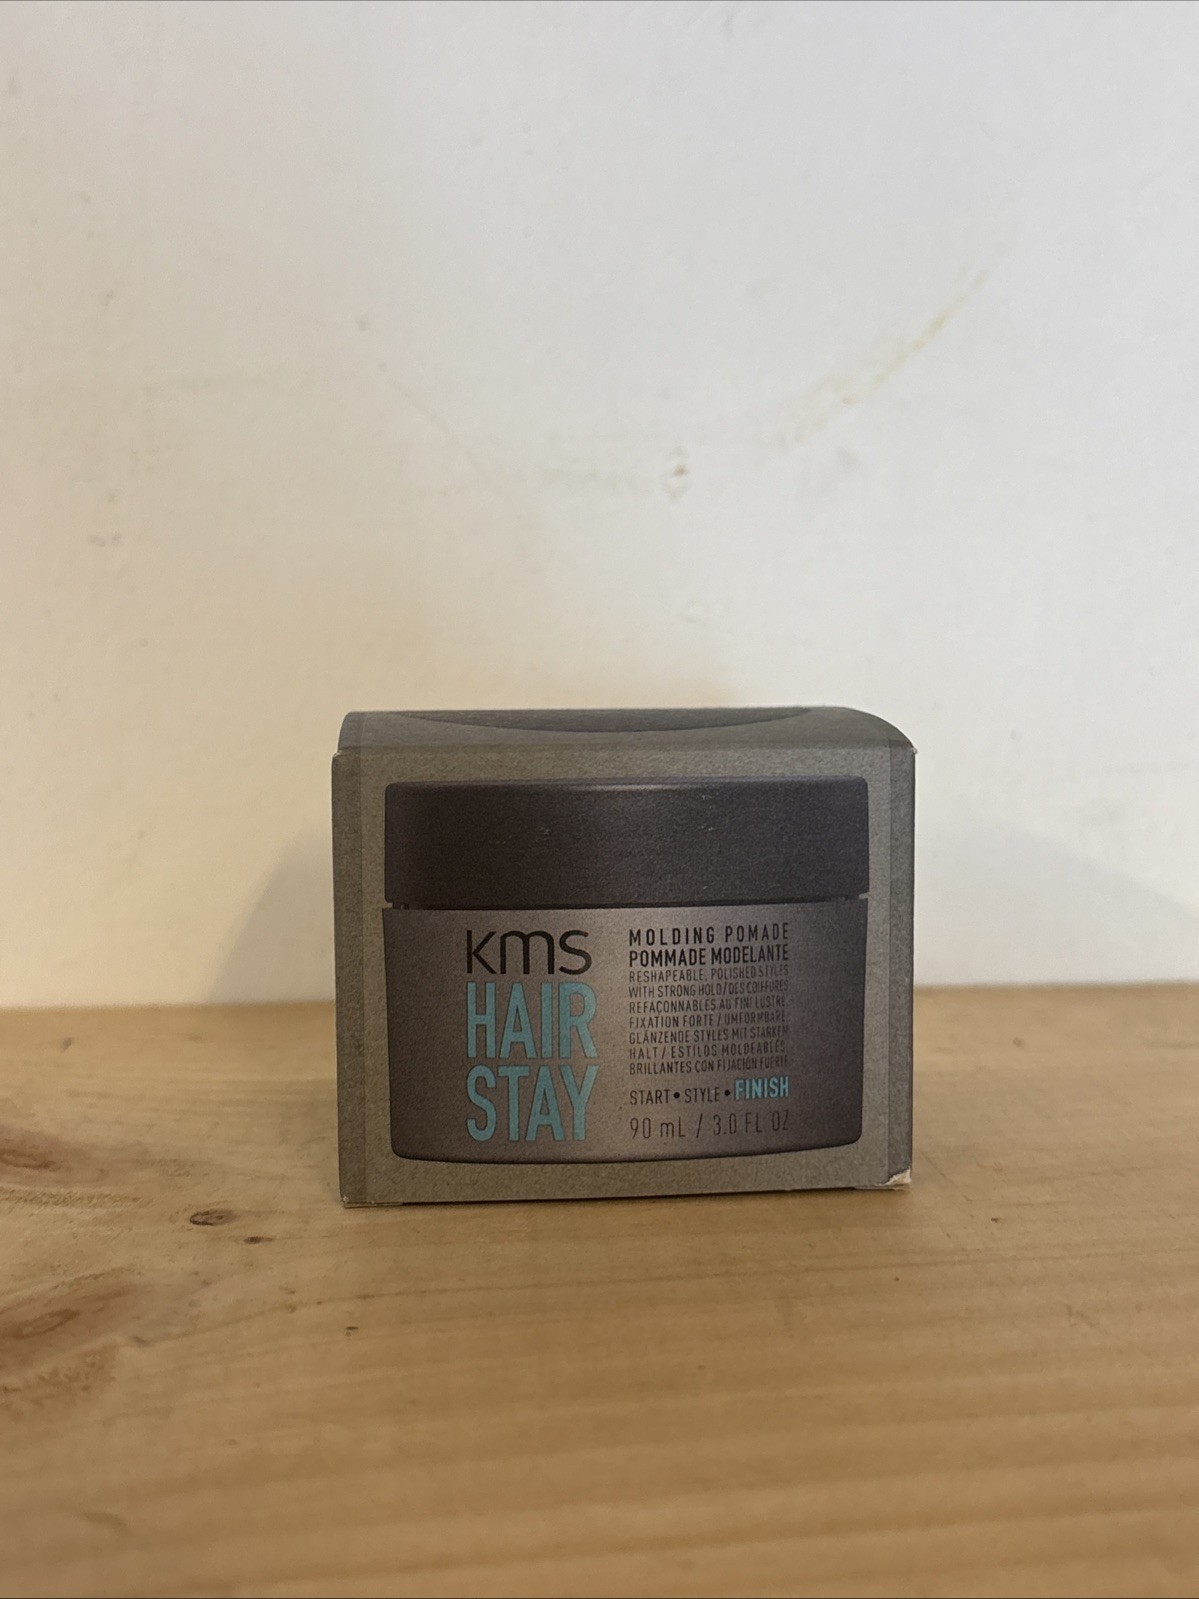 KMS
HAIR
STAY
MOLDING POMADE
POMMADE MODELANTE
RESHAPEABLE, POLISHED STYLES
WITH STRONG HOLD/DES COIFFURES
REFAÇONNABLES AU FINI LUSTRÉ,
FIXATION FORTE / UMFORMBARE,
GLÄNZENDE STYLES MIT STARKEM
HALT / ESTILOS MOLDEABLES,
BRILLANTES CON FIJACIÓN FUERTE
START • STYLE • FINISH
90 mL / 3.0 FL OZ